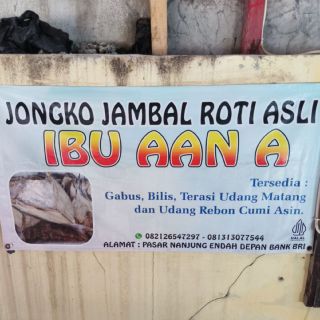 JONGKO JAMBAL ROTI ASLI
IBU AAN A
Tersedia :
Gabus, Bilis, Terasi Udang Matang
dan Udang Rebon Cumi Asin.
082126547297 - 081313077544
ALAMAT : PASAR NANJUNG ENDAH DEPAN BANK BRI
HALAL